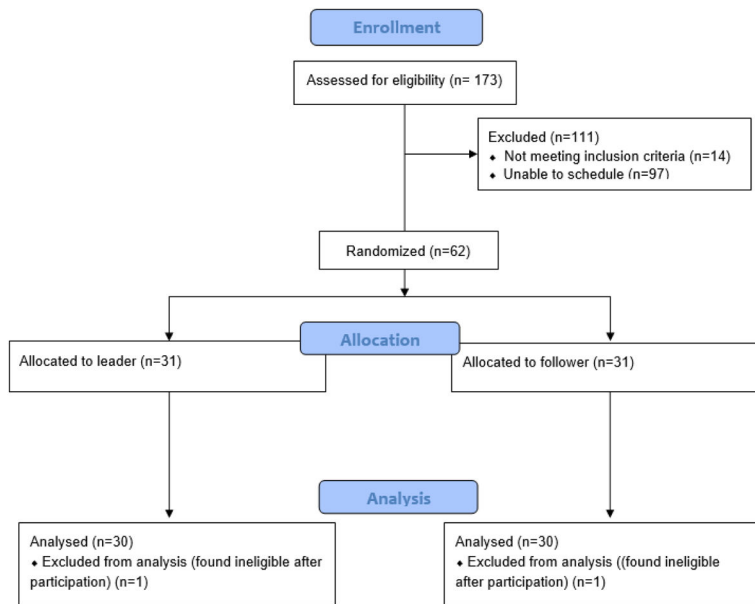 Enrollment
Assessed for eligibility (n= 173)
Excluded (n=111)
⬥ Not meeting inclusion criteria (n=14)
⬥ Unable to schedule (n=97)
Randomized (n=62)
Allocation
Allocated to leader (n=31)
Allocated to follower (n=31)
Analysis
Analysed (n=30)
⬥ Excluded from analysis (found ineligible after
participation) (n=1)
Analysed (n=30)
⬥ Excluded from analysis ((found ineligible
after participation) (n=1)